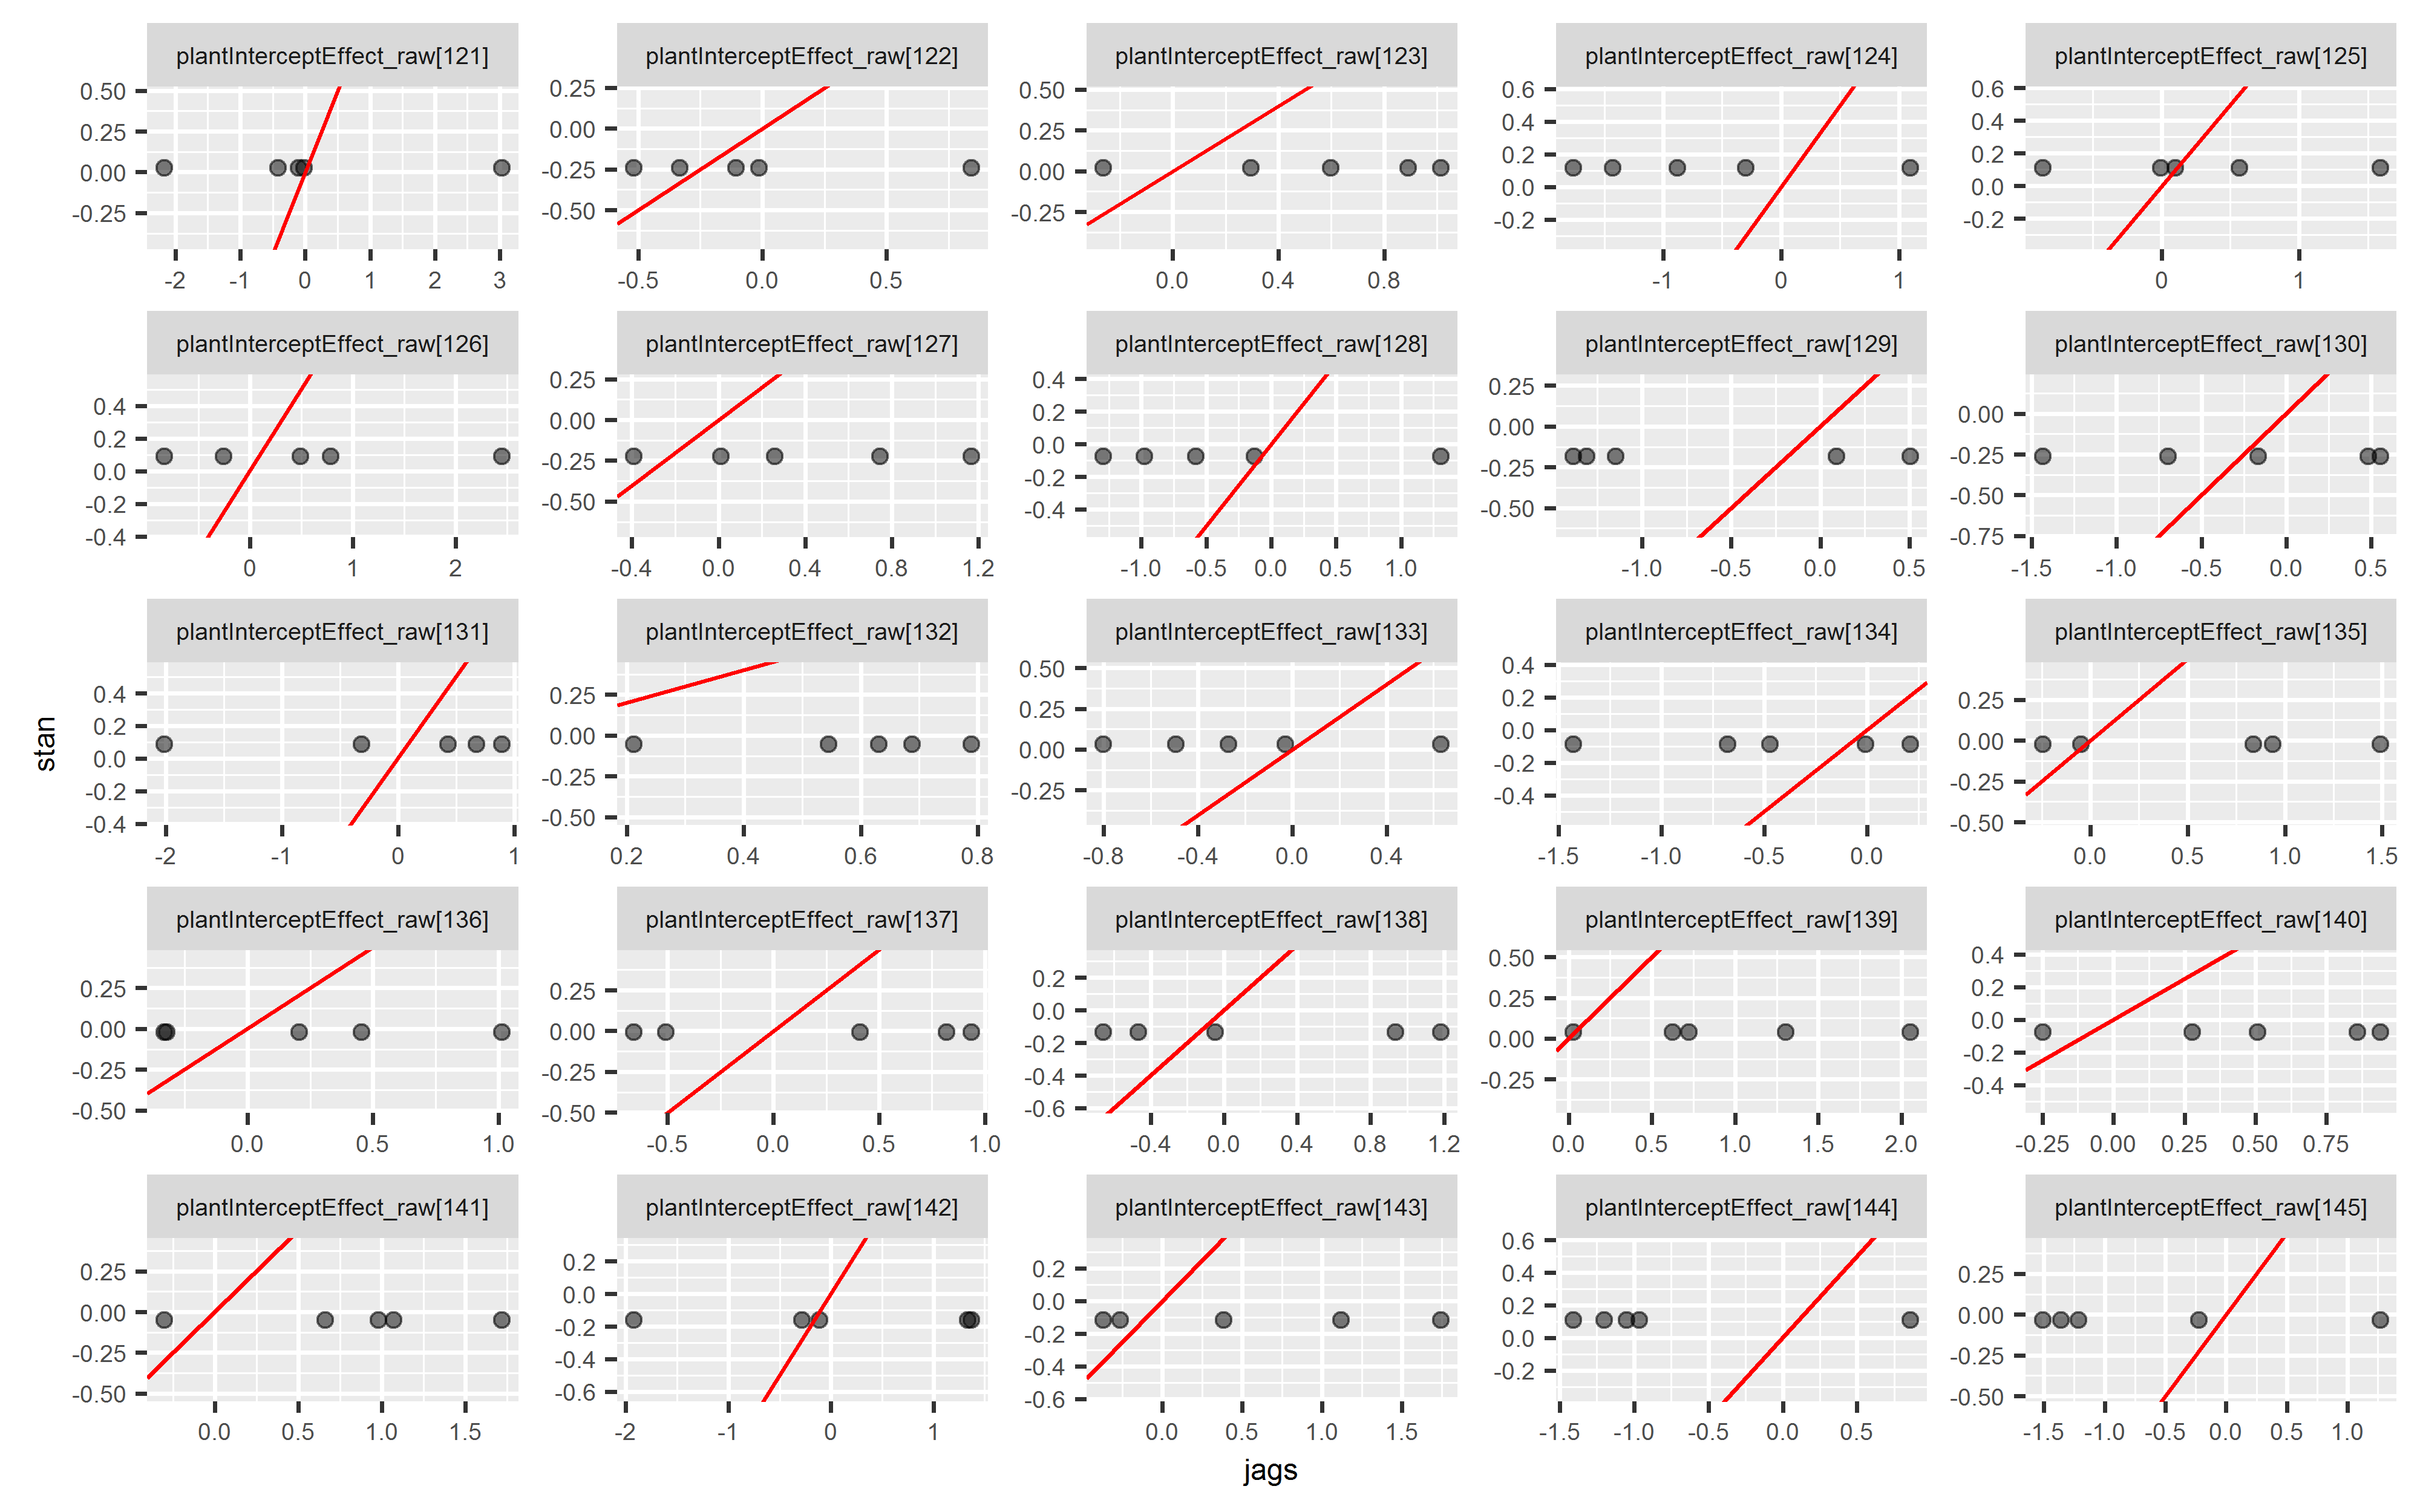 plantInterceptEffect_raw[121] plantInterceptEffect_raw[122] plantInterceptEffect_raw[123] plantInterceptEffect_raw[124] plantInterceptEffect_raw[125]
0.50 0.25 0.50 0.6 0.6
0.25 0.00 0.25 0.4 0.4
0.00 -0.25 0.00 0.2 0.2
-0.25 -0.50 -0.25 0.0 0.0
-0.2 -0.2
-2 -1 0 1 2 3 -0.5 0.0 0.5 0.0 0.4 0.8 -1 0 1 0 1
plantInterceptEffect_raw[126] plantInterceptEffect_raw[127] plantInterceptEffect_raw[128] plantInterceptEffect_raw[129] plantInterceptEffect_raw[130]
0.4 0.25 0.4 0.25 0.00
0.2 0.00 0.2 0.00 -0.25
0.0 -0.25 0.0 -0.25 -0.50
-0.2 -0.50 -0.2 -0.50 -0.75
-0.4 -0.4
0 1 2 -0.4 0.0 0.4 0.8 1.2 -1.0 -0.5 0.0 0.5 1.0 -1.0 -0.5 0.0 0.5 -1.5 -1.0 -0.5 0.0 0.5
plantInterceptEffect_raw[131] plantInterceptEffect_raw[132] plantInterceptEffect_raw[133] plantInterceptEffect_raw[134] plantInterceptEffect_raw[135]
0.4 0.25 0.50 0.4 0.25
0.2 0.00 0.25 0.2 0.00
0.0 -0.25 0.00 0.0 -0.25
-0.2 -0.50 -0.25 -0.2 -0.50
-0.4 -0.4
-2 -1 0 1 0.2 0.4 0.6 0.8 -0.8 -0.4 0.0 0.4 -1.5 -1.0 -0.5 0.0 0.0 0.5 1.0 1.5
stan
plantInterceptEffect_raw[136] plantInterceptEffect_raw[137] plantInterceptEffect_raw[138] plantInterceptEffect_raw[139] plantInterceptEffect_raw[140]
0.25 0.25 0.2 0.50 0.4
0.00 0.00 0.0 0.25 0.2
-0.25 -0.25 -0.2 0.00 0.0
-0.50 -0.50 -0.4 -0.25 -0.2
-0.6 -0.4
0.0 0.5 1.0 -0.5 0.0 0.5 1.0 -0.4 0.0 0.4 0.8 1.2 0.0 0.5 1.0 1.5 2.0 -0.25 0.00 0.25 0.50 0.75
plantInterceptEffect_raw[141] plantInterceptEffect_raw[142] plantInterceptEffect_raw[143] plantInterceptEffect_raw[144] plantInterceptEffect_raw[145]
0.25 0.2 0.2 0.6 0.25
0.00 0.0 0.0 0.4 0.00
-0.25 -0.2 -0.2 0.2 -0.25
-0.50 -0.4 -0.4 0.0 -0.50
-0.6 -0.6 -0.2
0.0 0.5 1.0 1.5 -2 -1 0 1 0.0 0.5 1.0 1.5 -1.5 -1.0 -0.5 0.0 0.5 -1.5 -1.0 -0.5 0.0 0.5 1.0
jags